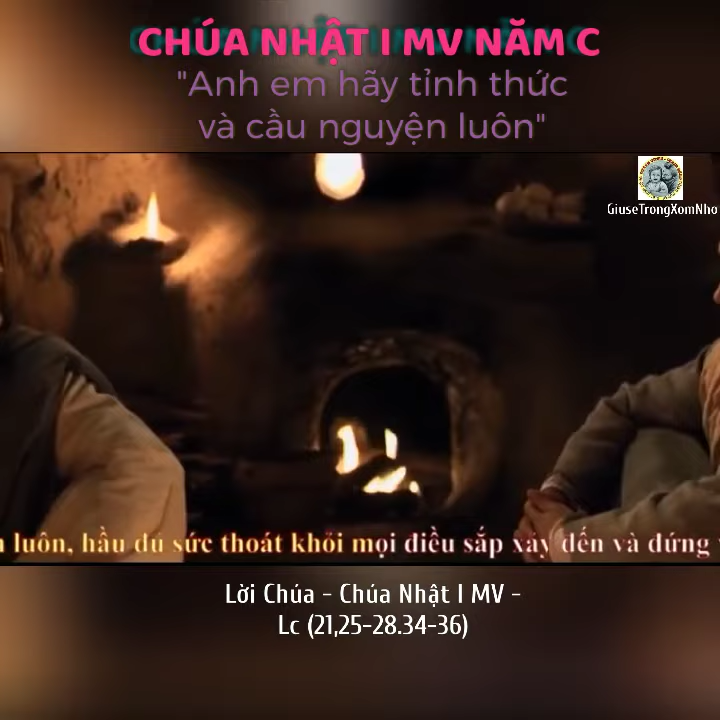 CHÚA NHẬT I MV NĂM C
"Anh em hãy tỉnh thức
và cầu nguyện luôn"
GiuseTrongXomNho
luôn, hầu đủ sức thoát khỏi mọi điều sắp xảy đến và đứng
Lời Chúa - Chúa Nhật I MV -
Lc (21,25-28.34-36)